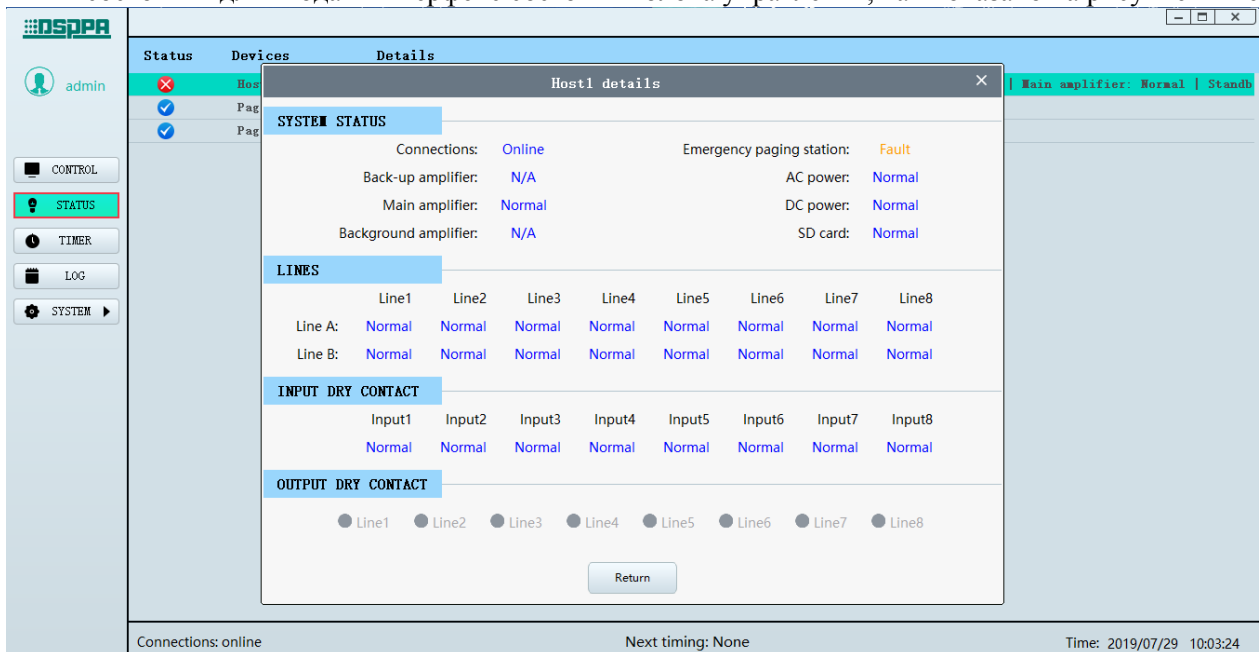 DSPPA
admin
CONTROL
STATUS
TIMER
LOG
SYSTEM
Status Devices Details
Hos
| Main amplifier: Normal | Standb
Pag
Pag
Host1 details
SYSTEM STATUS
Connections: Online Emergency paging station: Fault
Back-up amplifier: N/A AC power: Normal
Main amplifier: Normal DC power: Normal
Background amplifier: N/A SD card: Normal
LINES
Line1 Line2 Line3 Line4 Line5 Line6 Line7 Line8
Line A: Normal Normal Normal Normal Normal Normal Normal Normal
Line B: Normal Normal Normal Normal Normal Normal Normal Normal
INPUT DRY CONTACT
Input1 Input2 Input3 Input4 Input5 Input6 Input7 Input8
Normal Normal Normal Normal Normal Normal Normal Normal
OUTPUT DRY CONTACT
Line1 Line2 Line3 Line4 Line5 Line6 Line7 Line8
Return
Connections: online Next timing: None Time: 2019/07/29 10:03:24